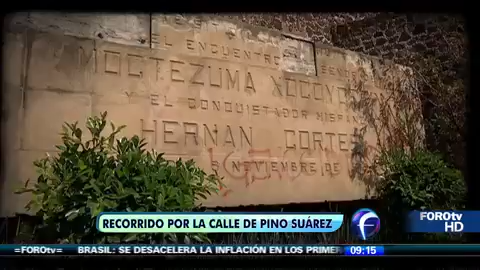 EL ENCUENTRO
MOCTEZUMA XOCOYO
Y EL CONQUISTADOR HISPA
HERNAN CORTES
NOVIEMBRE DE
RECORRIDO POR LA CALLE DE PINO SUÁREZ
FOROtv
HD
=FOROtv=
BRASIL: SE DESACELERA LA INFLACIÓN EN LOS PRIMER
09:15